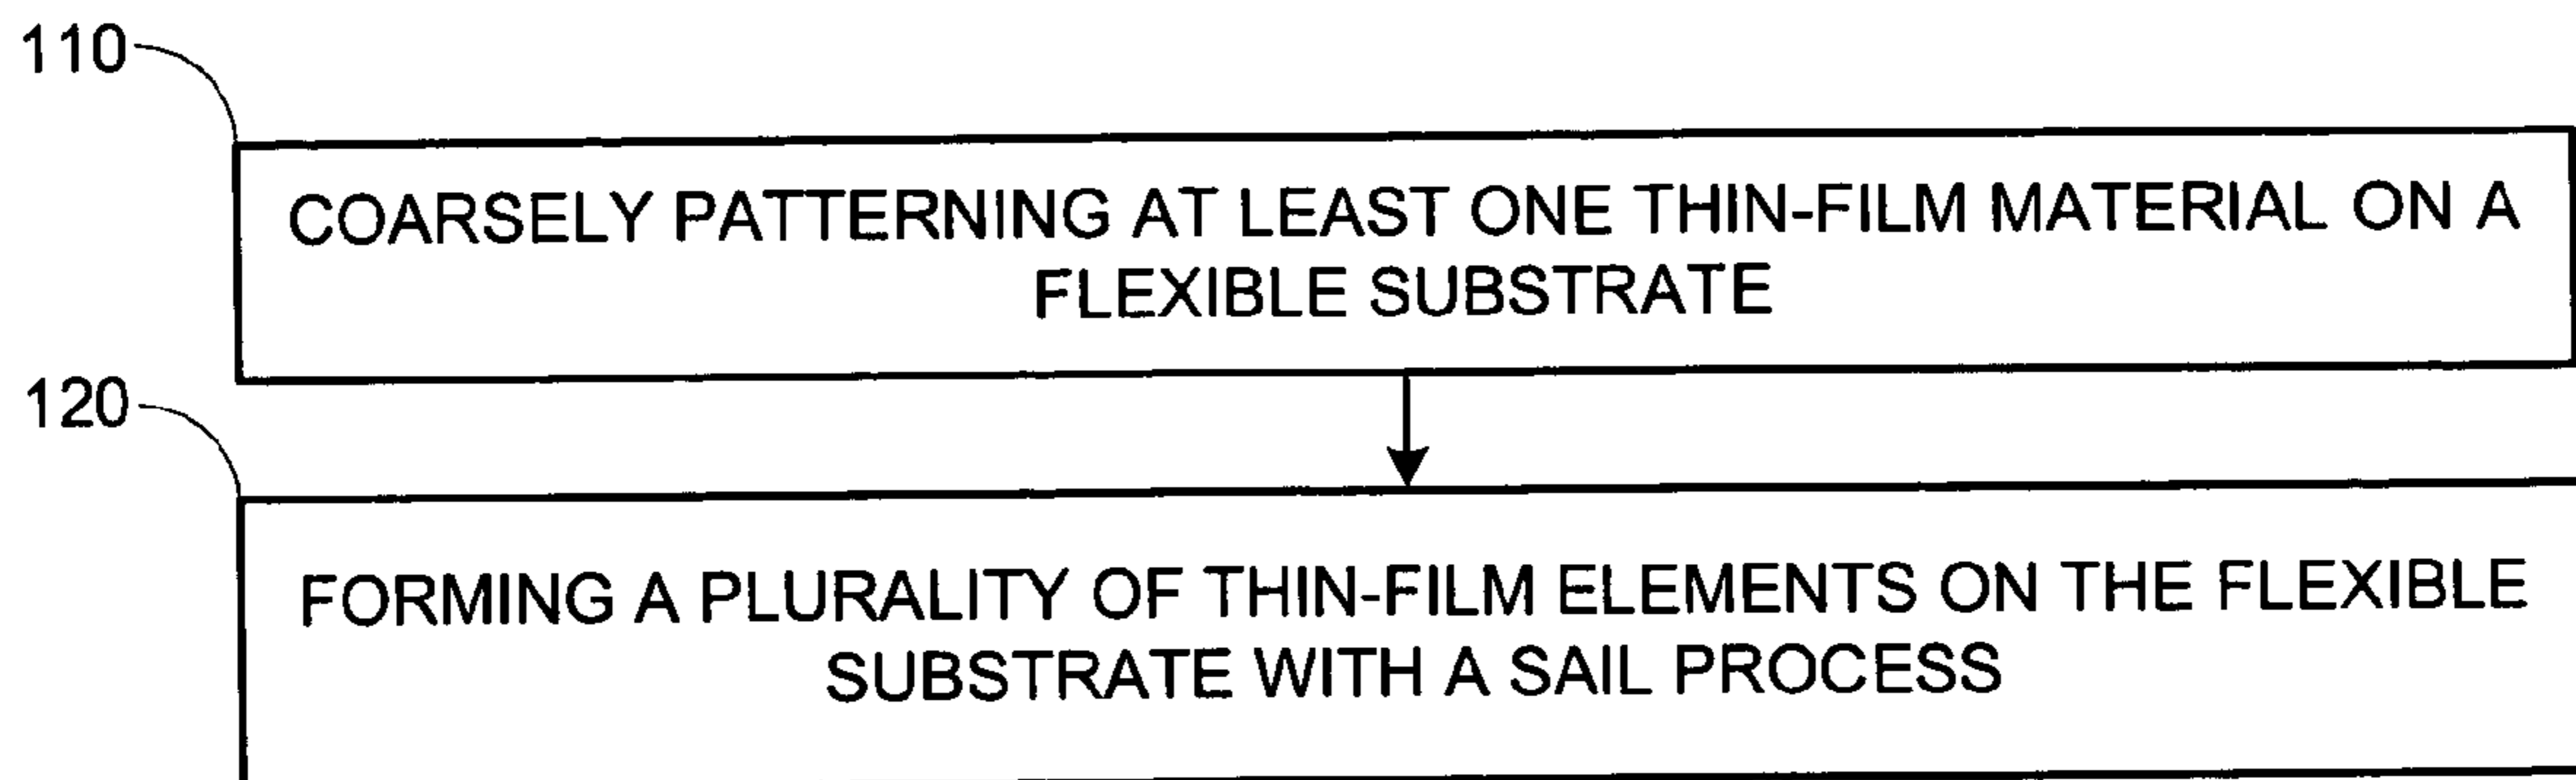 110
COARSELY PATTERNING AT LEAST ONE THIN-FILM MATERIAL ON A
FLEXIBLE SUBSTRATE
120
FORMING A PLURALITY OF THIN-FILM ELEMENTS ON THE FLEXIBLE
SUBSTRATE WITH A SAIL PROCESS